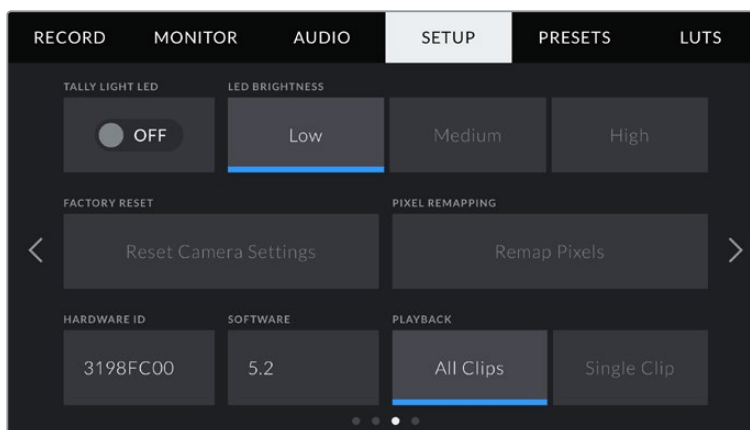 RECORD MONITOR AUDIO SETUP PRESETS LUTS
TALLY LIGHT LED LED BRIGHTNESS
OFF Low Medium High
FACTORY RESET PIXEL REMAPPING
Reset Camera Settings Remap Pixels
HARDWARE ID SOFTWARE PLAYBACK
3198FC00 5.2 All Clips Single Clip